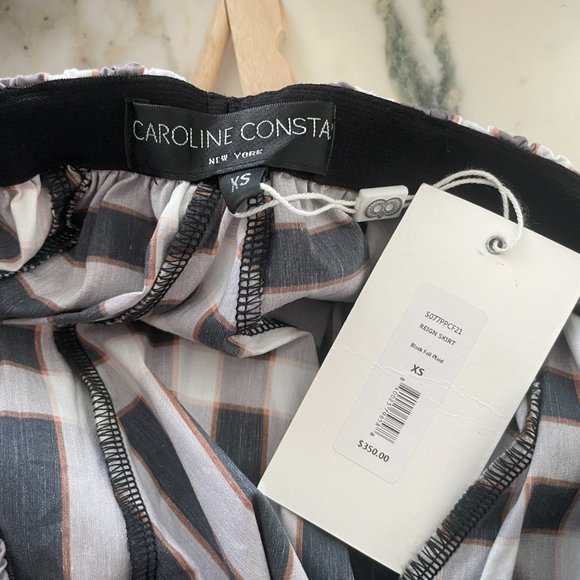 CAROLINE CONSTA
NEW YORK
XS
S077PPCF21
REIGN SKIRT
Black Fall Plaid
XS
$350.00